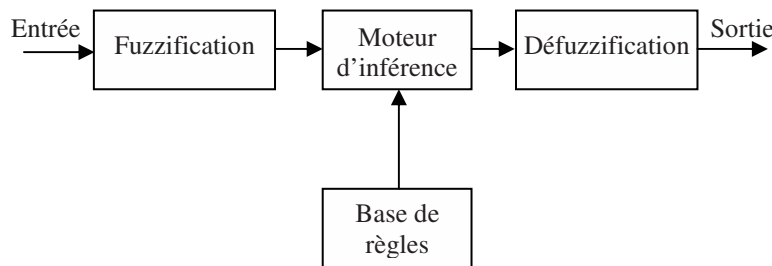 Entrée
Fuzzification
Moteur
d’inférence
Défuzzification
Sortie
Base de
règles